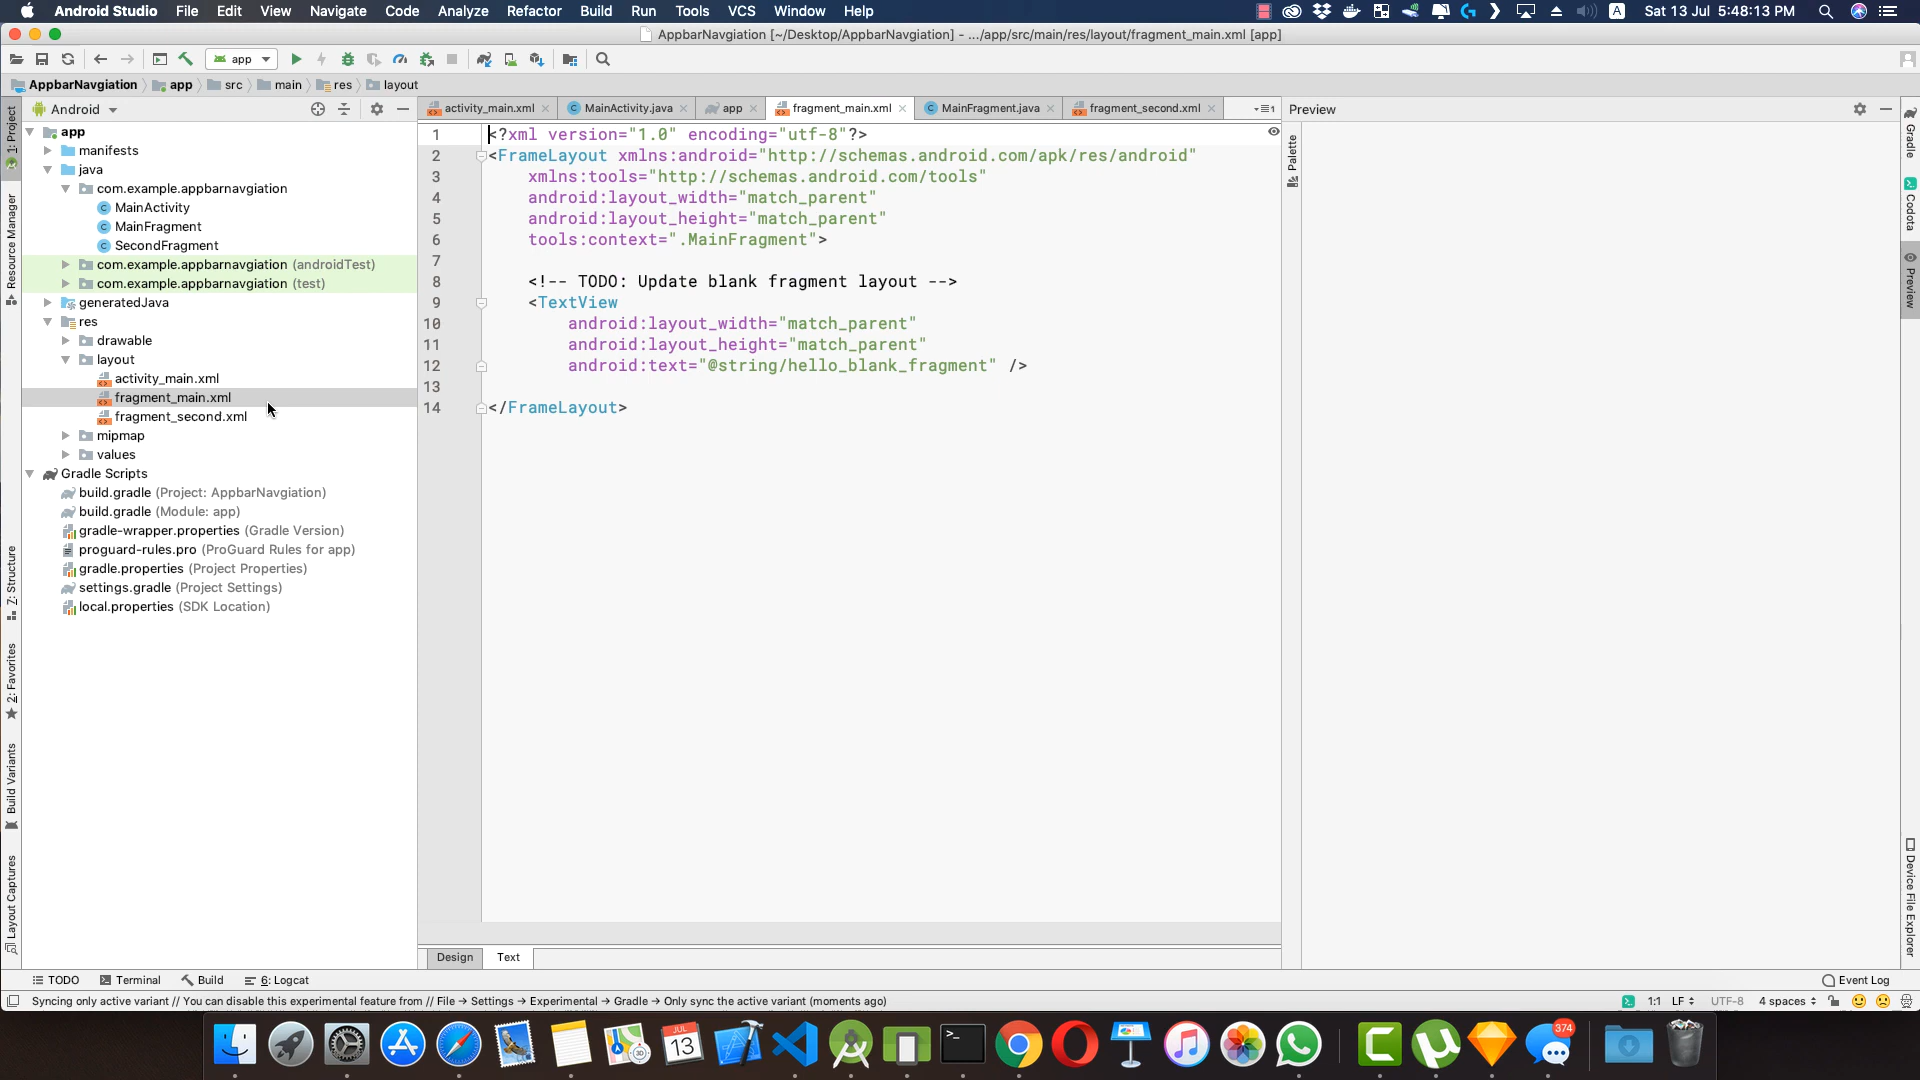 Android Studio File Edit View Navigate Code Analyze Refactor Build Run Tools VCS Window Help A Sat 13 Jul 5:48:13 PM
AppbarNavgiation [~/Desktop/AppbarNavgiation] - .../app/src/main/res/layout/fragment_main.xml [app]
app
AppbarNavgiation app src main res layout
Android
activity_main.xml MainActivity.java app fragment_main.xml MainFragment.java fragment_second.xml
Preview
1: Project
Resource Manager
Z: Structure
2: Favorites
Build Variants
Layout Captures
app
manifests
java
com.example.appbarnavgiation
MainActivity
MainFragment
SecondFragment
com.example.appbarnavgiation (androidTest)
com.example.appbarnavgiation (test)
generatedJava
res
drawable
layout
activity_main.xml
fragment_main.xml
fragment_second.xml
mipmap
values
Gradle Scripts
build.gradle (Project: AppbarNavgiation)
build.gradle (Module: app)
gradle-wrapper.properties (Gradle Version)
proguard-rules.pro (ProGuard Rules for app)
gradle.properties (Project Properties)
settings.gradle (Project Settings)
local.properties (SDK Location)
1 <?xml version="1.0" encoding="utf-8"?>
2 <FrameLayout xmlns:android="http://schemas.android.com/apk/res/android"
3 xmlns:tools="http://schemas.android.com/tools"
4 android:layout_width="match_parent"
5 android:layout_height="match_parent"
6 tools:context=".MainFragment">
7
8 <!-- TODO: Update blank fragment layout -->
9 <TextView
10 android:layout_width="match_parent"
11 android:layout_height="match_parent"
12 android:text="@string/hello_blank_fragment" />
13
14 </FrameLayout>
Palette
Gradle
Codota
Preview
Device File Explorer
Design Text
TODO Terminal Build 6: Logcat Event Log
Syncing only active variant // You can disable this experimental feature from // File → Settings → Experimental → Gradle → Only sync the active variant (moments ago) 1:1 LF UTF-8 4 spaces
JUL
13
374